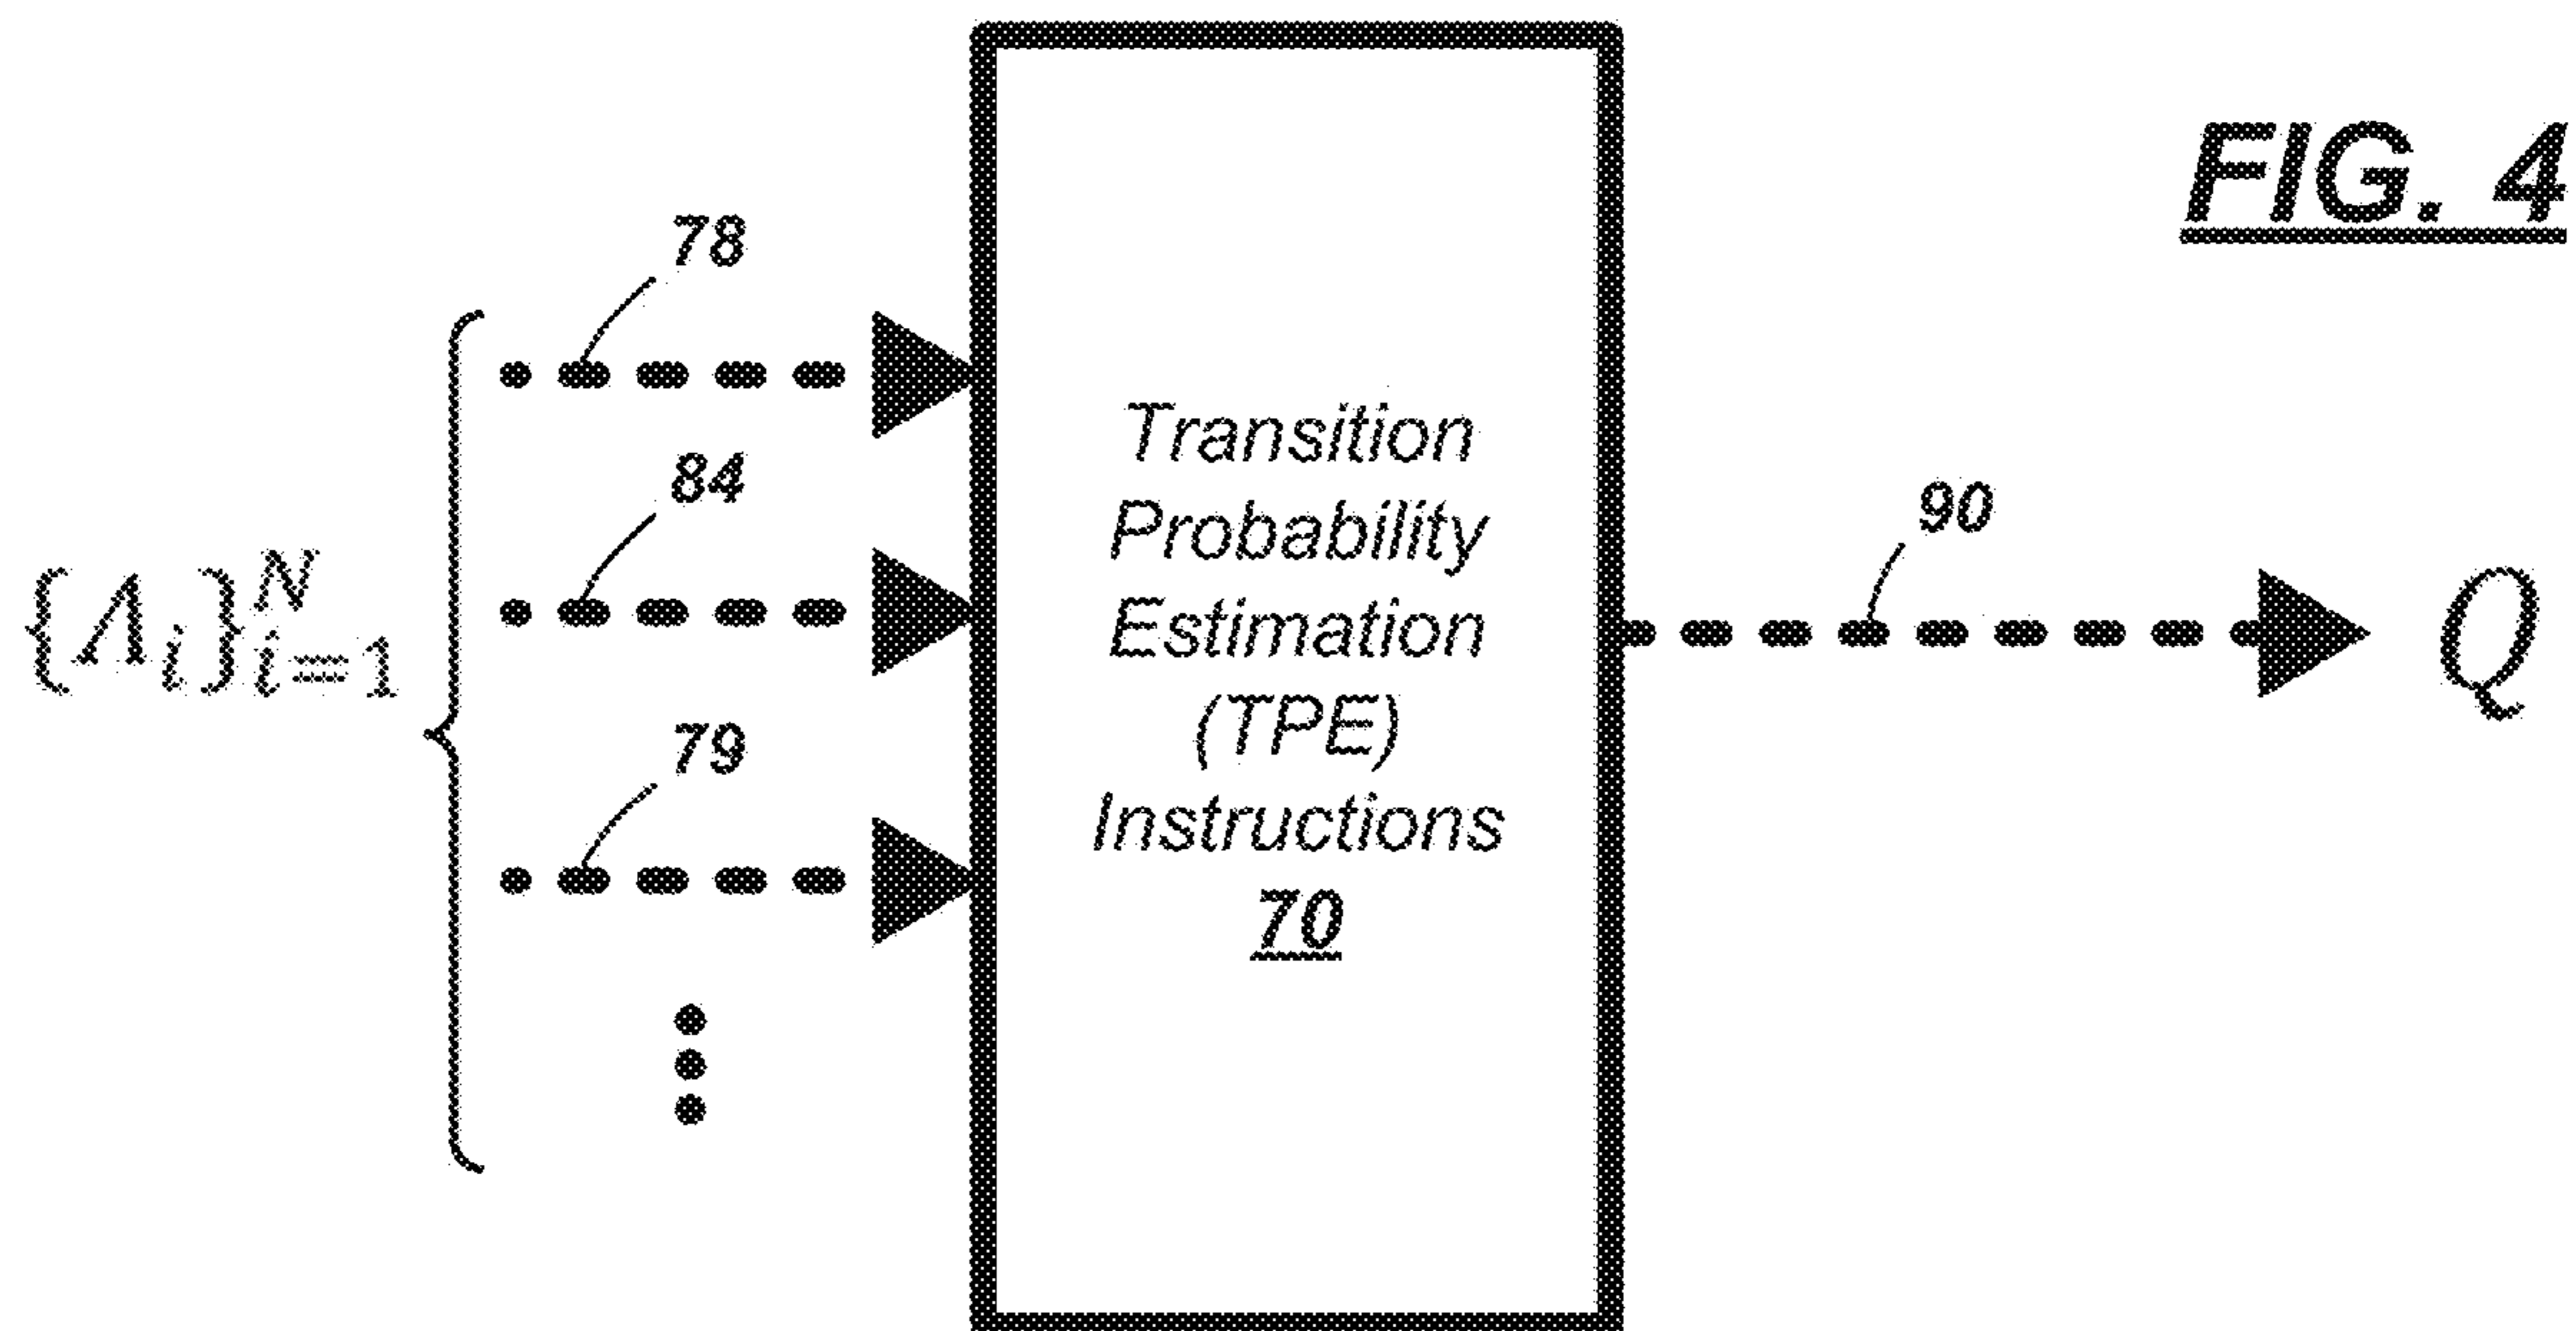 FIG. 4
78
84
79
{Λi}N i=1
Transition
Probability
Estimation
(TPE)
Instructions
70
90
Q